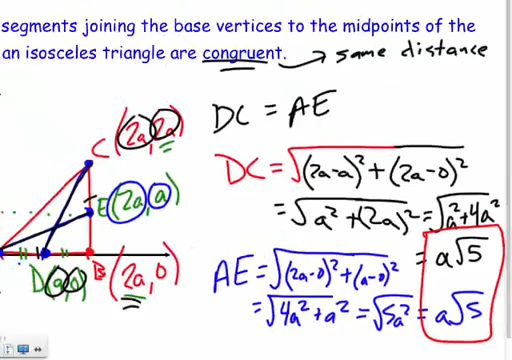 segments joining the base vertices to the midpoints of the
an isosceles triangle are congruent. → same distance
DC = AE
C (2a, 2a)
DC = √(2a-a)² + (2a-0)²
= √a² + (2a)² = √a² + 4a²
= a√5
E (2a, a)
D (a, 0)
B (2a, 0)
AE = √(2a-0)² + (a-0)²
= √4a² + a² = √5a² = a√5